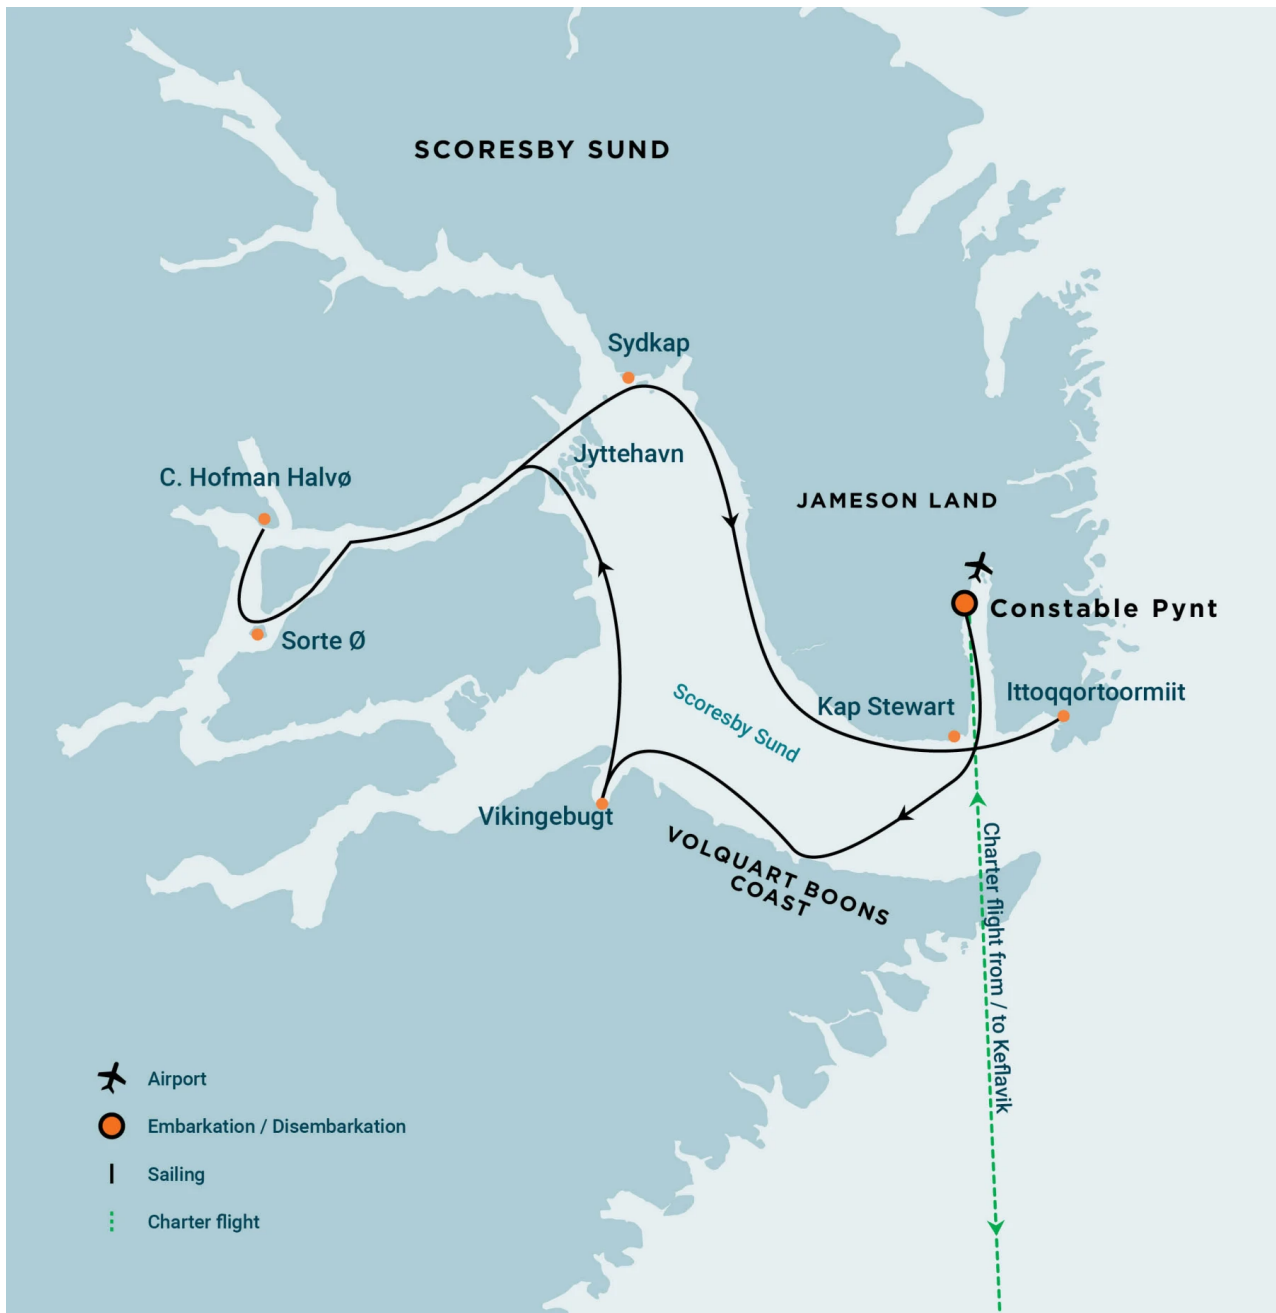 SCORESBY SUND
Sydkap
Jyttehavn
C. Hofman Halvø
JAMESON LAND
Constable Pynt
Sorte Ø
Ittoqqortoormiit
Kap Stewart
Scoresby Sund
Vikingebugt
VOLQUART BOONS
COAST
Charter flight from / to Keflavik
Airport
Embarkation / Disembarkation
Sailing
Charter flight